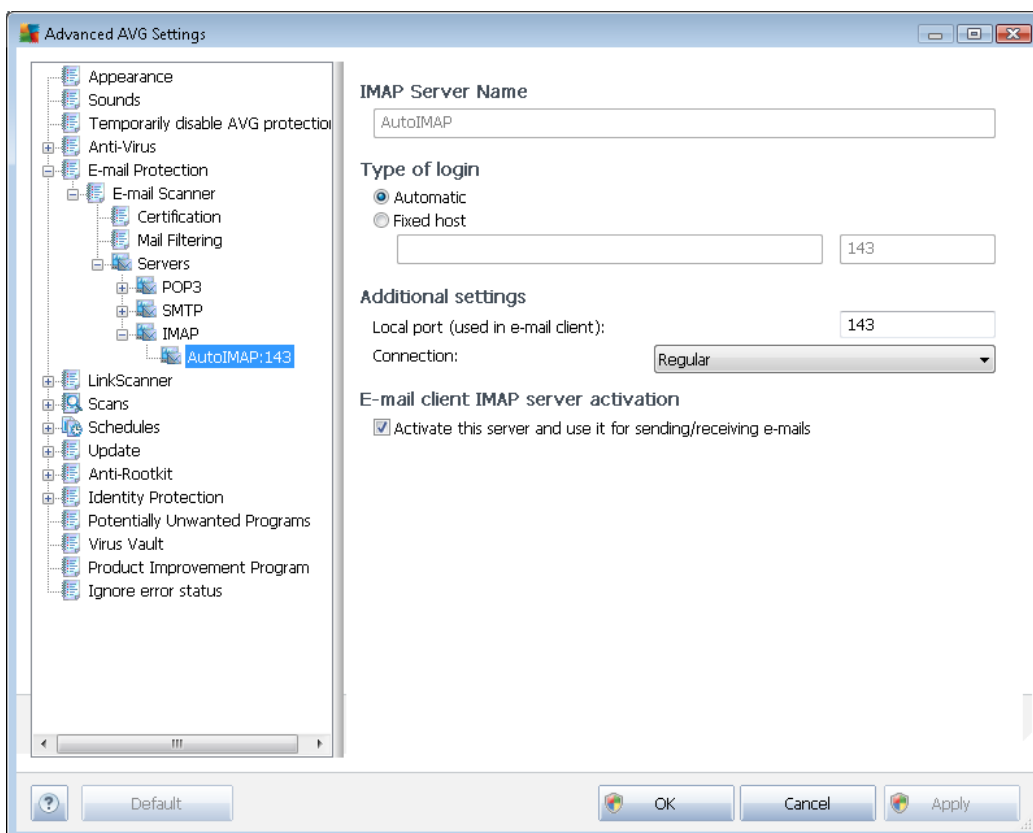 Advanced AVG Settings
Appearance
Sounds
Temporarily disable AVG protection
Anti-Virus
E-mail Protection
E-mail Scanner
Certification
Mail Filtering
Servers
POP3
SMTP
IMAP
AutoIMAP:143
LinkScanner
Scans
Schedules
Update
Anti-Rootkit
Identity Protection
Potentially Unwanted Programs
Virus Vault
Product Improvement Program
Ignore error status
IMAP Server Name
AutoIMAP
Type of login
Automatic
Fixed host
143
Additional settings
Local port (used in e-mail client): 143
Connection: Regular
E-mail client IMAP server activation
Activate this server and use it for sending/receiving e-mails
? Default OK Cancel Apply